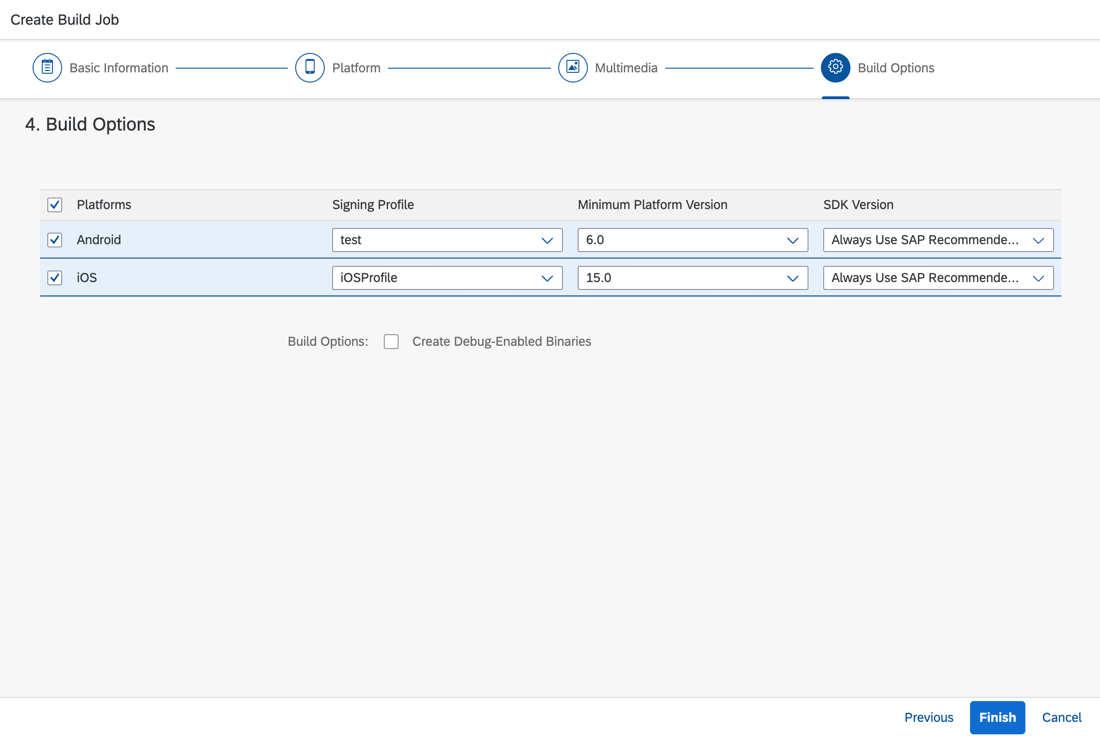 Create Build Job
Basic Information Platform Multimedia Build Options
4. Build Options
Platforms Signing Profile Minimum Platform Version SDK Version
Android test 6.0 Always Use SAP Recommende...
iOS iOSProfile 15.0 Always Use SAP Recommende...
Build Options: Create Debug-Enabled Binaries
Previous Finish Cancel